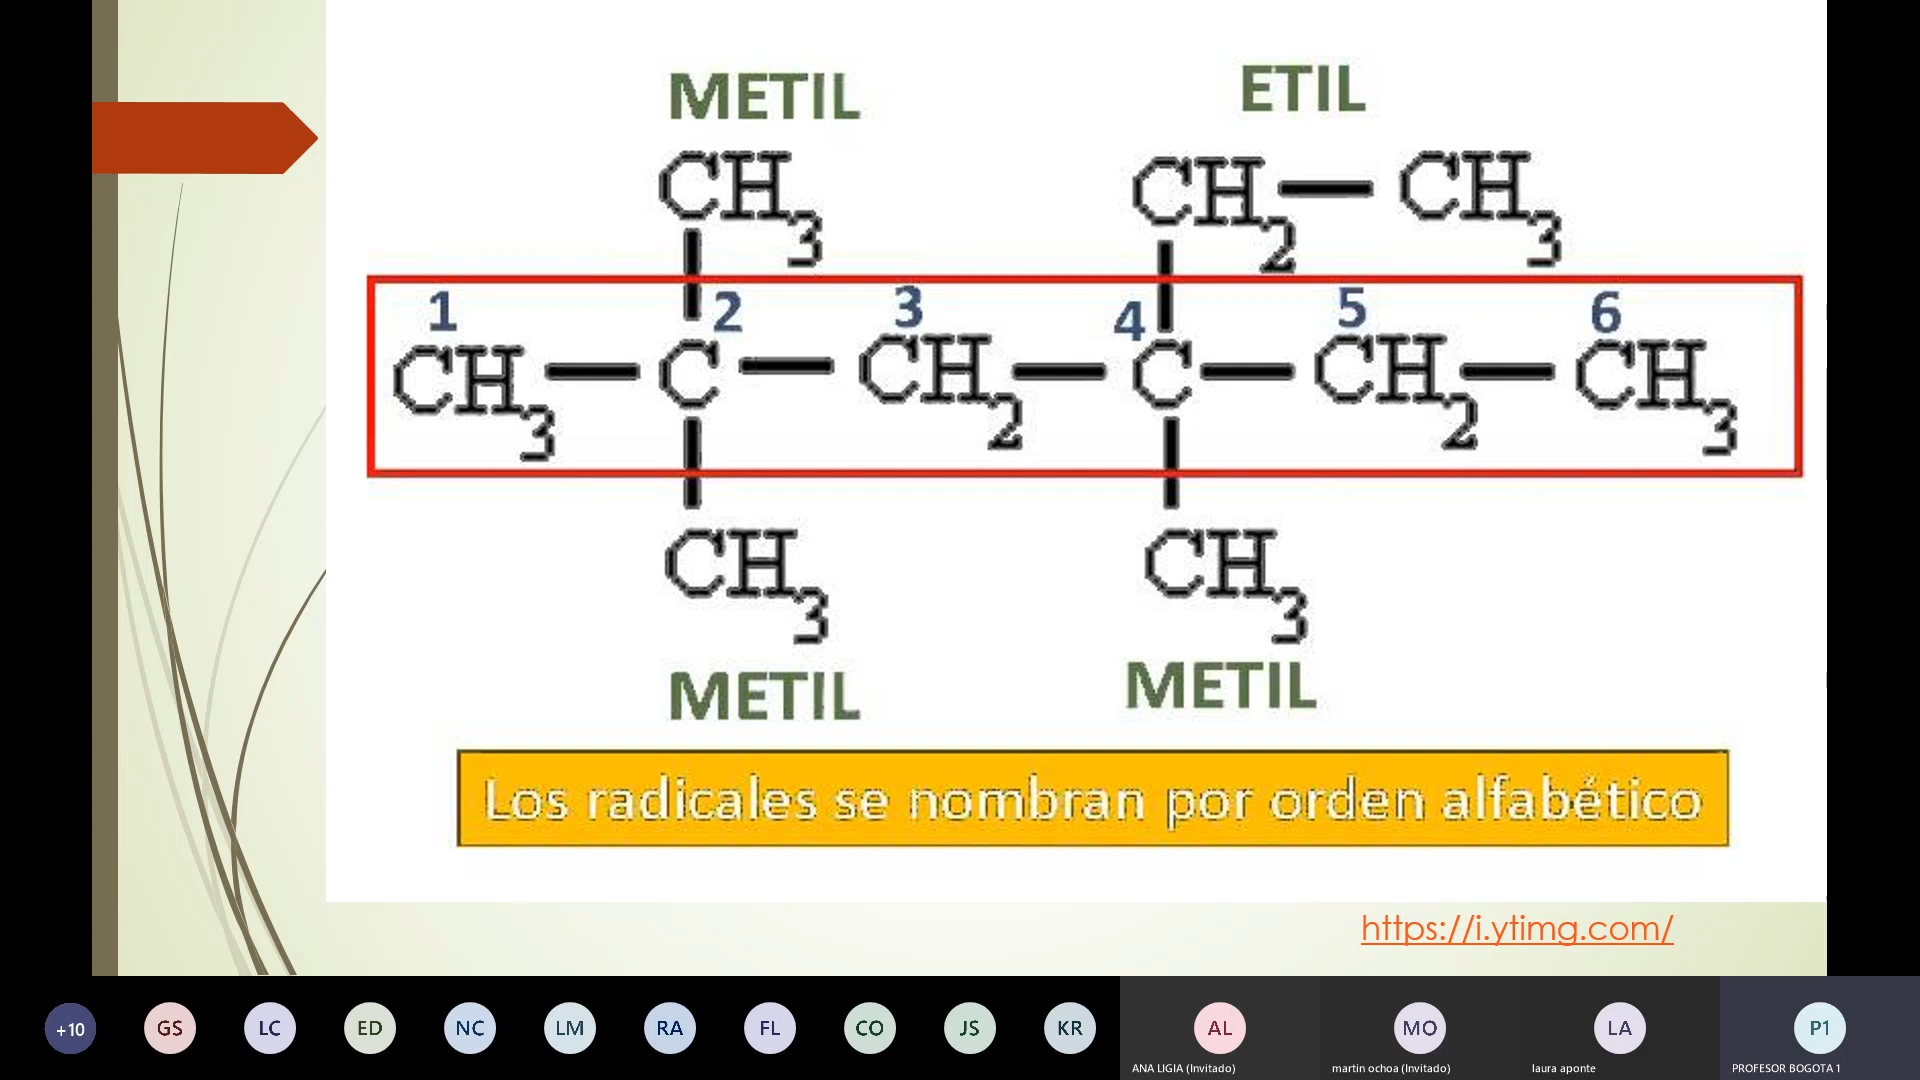 METIL ETIL
CH3 CH2—CH3
1 2 3 4 5 6
CH3—C—CH2—C—CH2—CH3
CH3 CH3
METIL METIL
Los radicales se nombran por orden alfabético
https://i.ytimg.com/
+10 GS LC ED NC LM RA FL CO JS KR AL MO LA P1
ANA LIGIA (Invitado) martin ochoa (Invitado) laura aponte PROFESOR BOGOTA 1